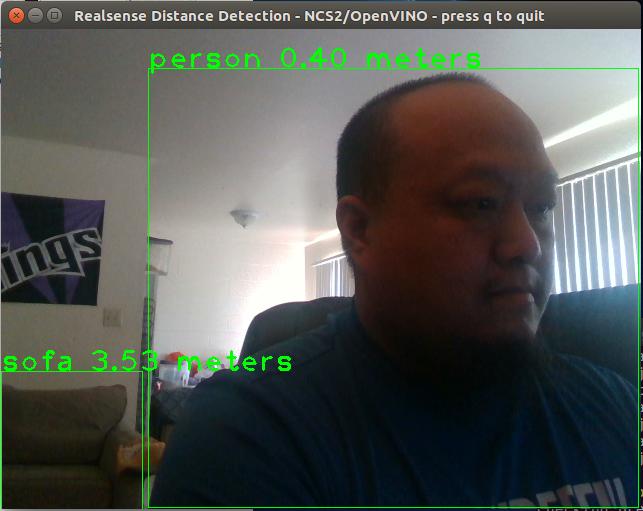 Realsense Distance Detection - NCS2/OpenVINO - press q to quit
person 0.40 meters
ings
sofa 3.53 meters